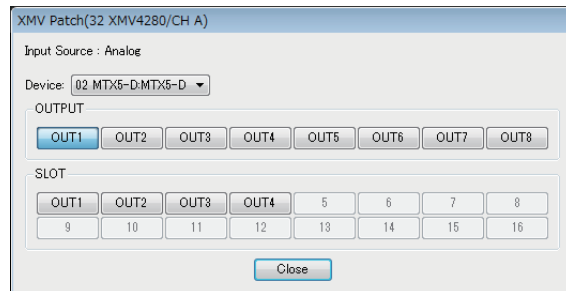 XMV Patch(32 XMV4280/CH A)
Input Source : Analog
Device: 02 MTX5-D:MTX5-D
OUTPUT
OUT1 OUT2 OUT3 OUT4 OUT5 OUT6 OUT7 OUT8
SLOT
OUT1 OUT2 OUT3 OUT4 5 6 7 8
9 10 11 12 13 14 15 16
Close